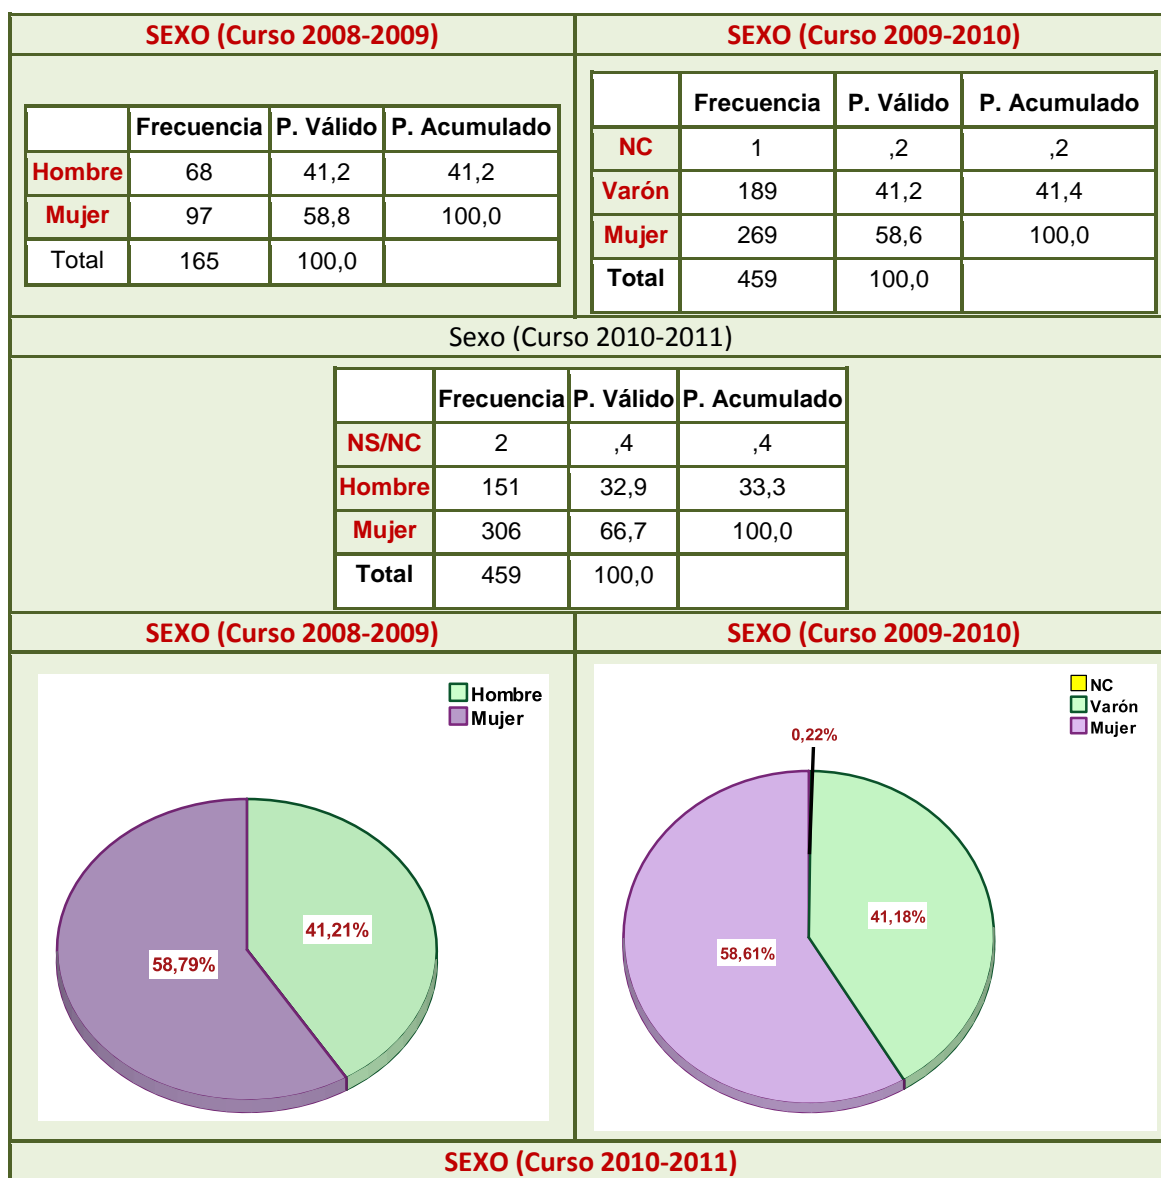 SEXO (Curso 2008-2009)
Frecuencia P. Válido P. Acumulado
Hombre 68 41,2 41,2
Mujer 97 58,8 100,0
Total 165 100,0
SEXO (Curso 2009-2010)
Frecuencia P. Válido P. Acumulado
NC 1 ,2 ,2
Varón 189 41,2 41,4
Mujer 269 58,6 100,0
Total 459 100,0
Sexo (Curso 2010-2011)
Frecuencia P. Válido P. Acumulado
NS/NC 2 ,4 ,4
Hombre 151 32,9 33,3
Mujer 306 66,7 100,0
Total 459 100,0
SEXO (Curso 2008-2009)
Hombre
Mujer
41,21%
58,79%
SEXO (Curso 2009-2010)
NC
Varón
Mujer
0,22%
41,18%
58,61%
SEXO (Curso 2010-2011)